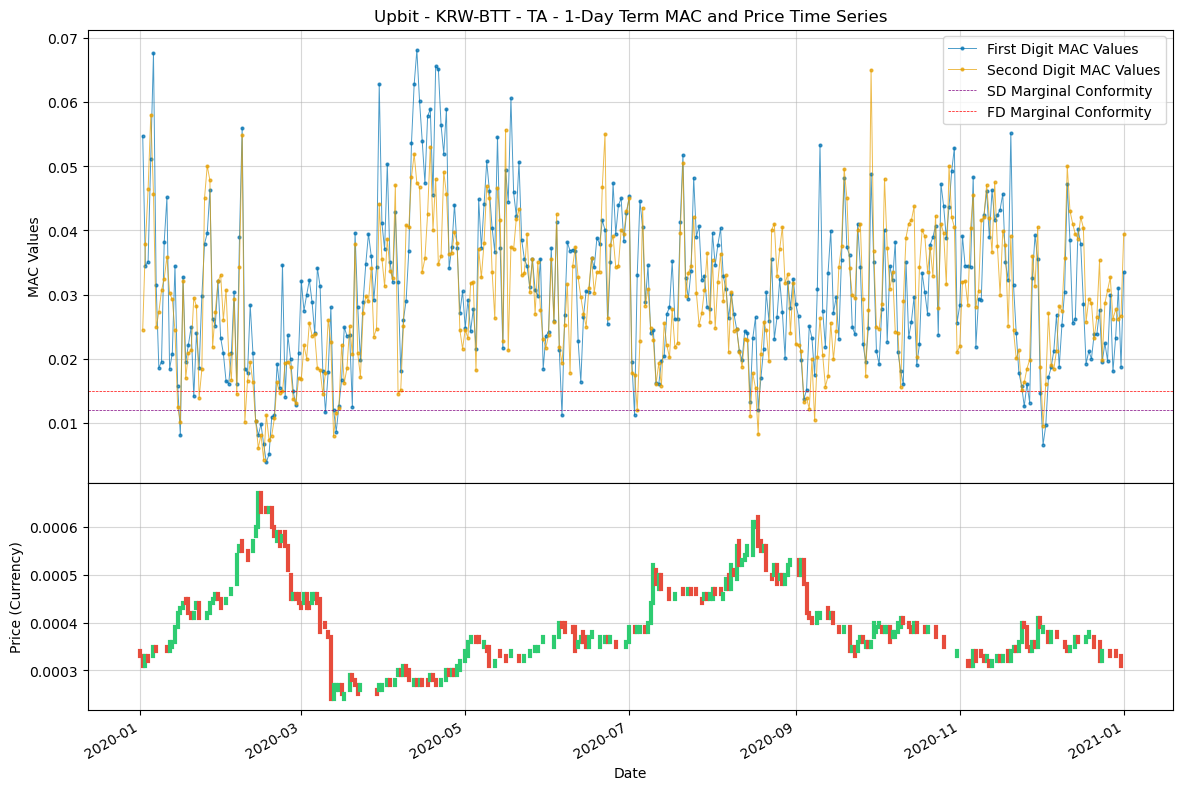 Upbit - KRW-BTT - TA - 1-Day Term MAC and Price Time Series
0.07
0.06
0.05
0.04
0.03
0.02
0.01
MAC Values
First Digit MAC Values
Second Digit MAC Values
SD Marginal Conformity
FD Marginal Conformity
0.0006
0.0005
0.0004
0.0003
Price (Currency)
2020-01
2020-03
2020-05
2020-07
2020-09
2020-11
2021-01
Date